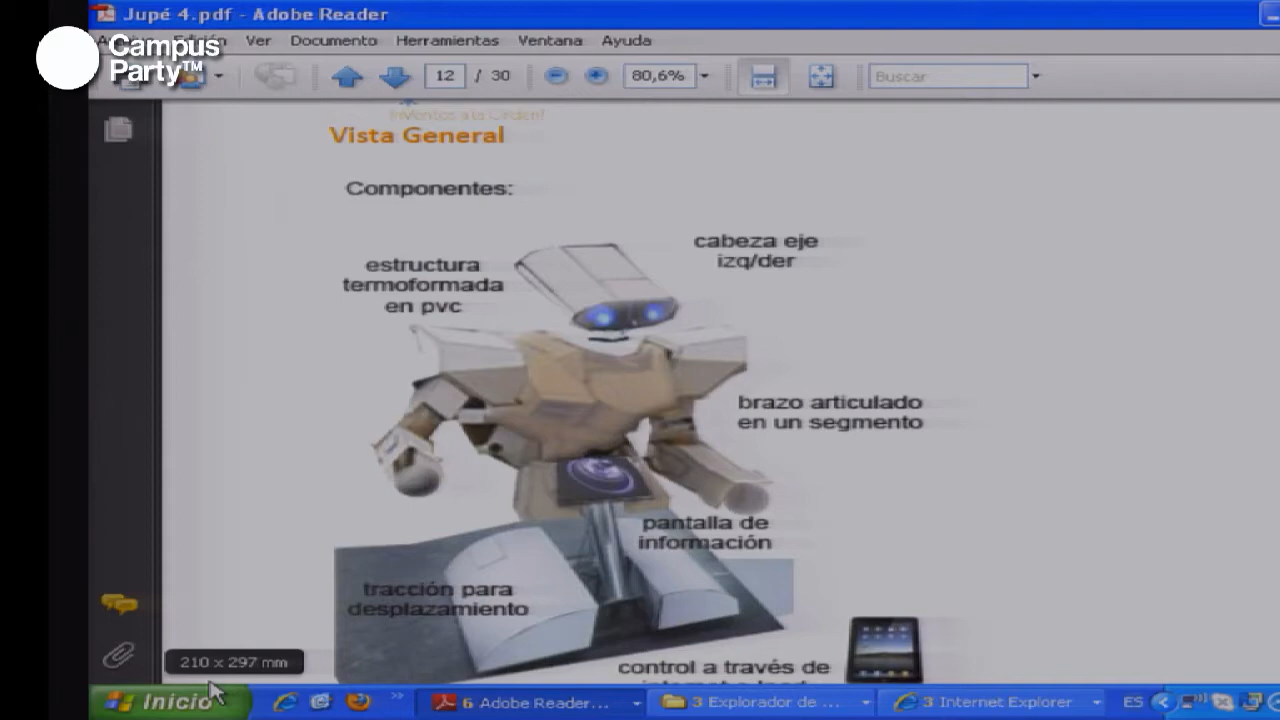 Jupé 4.pdf - Adobe Reader
Campus
Party™
Ver Documento Herramientas Ventana Ayuda
12 / 30 80,6% Buscar
Vista General
Componentes:
cabeza eje
izq/der
estructura
termoformada
en pvc
brazo articulado
en un segmento
pantalla de
información
tracción para
desplazamiento
210 x 297 mm
control a través de
Inicio
6 Adobe Reader...
3 Explorador de ...
3 Internet Explorer
ES